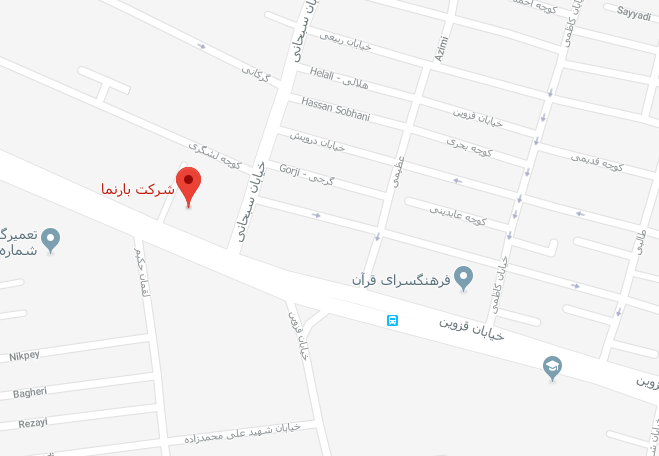 کوچه احمد
Sayyadi
خیابان کاظمی
خیابان سبحانی
خیابان ربیعی
Azimi
گرکانی
Helali - هلالی
Hassan Sobhani
خیابان قزوین
خیابان درویش
کوچه بحری
کوچه لشگری
کوچه قدیمی
Gorji - گرجی
عظیمی
شرکت بارنما
خیابان سبحانی
کوچه عابدینی
طالبی
تعمیرگ
شماره
لقمان حکیم
فرهنگسرای قرآن
خیابان کاظمی
خیابان قزوین
خیابان قزوین
Nikpey
قزوین
Bagheri
Rezayi
خیابان شهید علی محمدزاده
خیابان